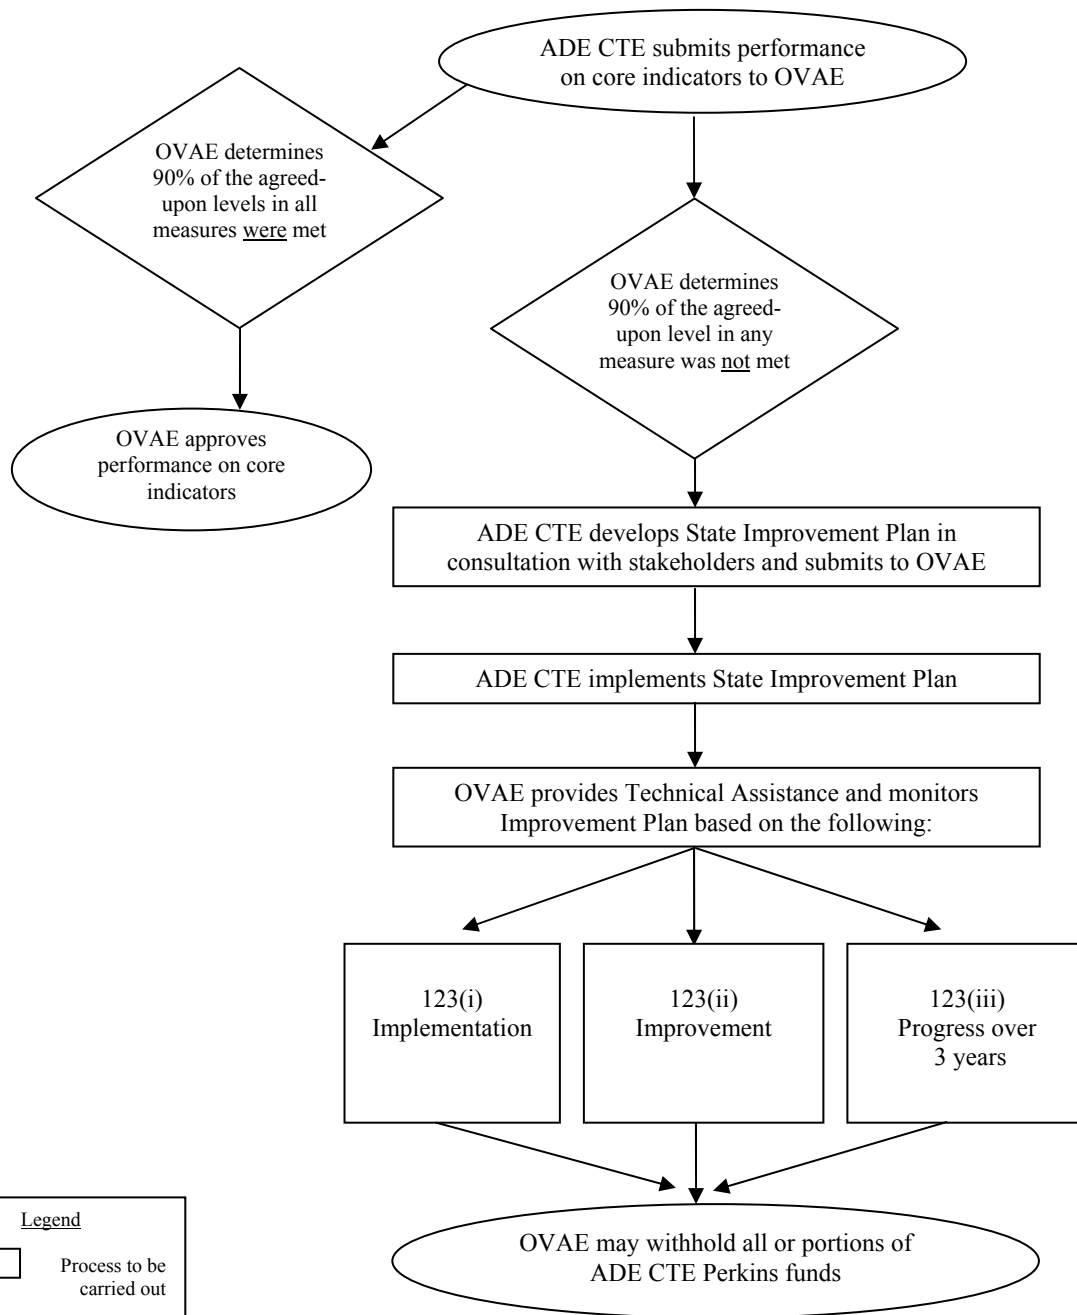 ADE CTE submits performance
on core indicators to OVAE
OVAE determines
90% of the agreed-
upon levels in all
measures were met
OVAE determines
90% of the agreed-
upon level in any
measure was not met
OVAE approves
performance on core
indicators
ADE CTE develops State Improvement Plan in
consultation with stakeholders and submits to OVAE
ADE CTE implements State Improvement Plan
OVAE provides Technical Assistance and monitors
Improvement Plan based on the following:
123(i)
Implementation
123(ii)
Improvement
123(iii)
Progress over
3 years
OVAE may withhold all or portions of
ADE CTE Perkins funds
Legend
Process to be
carried out